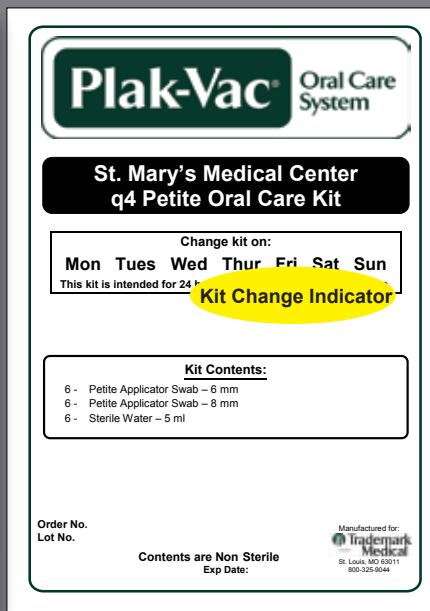 Plak-Vac® Oral Care
System
St. Mary's Medical Center
q4 Petite Oral Care Kit
Change kit on:
Mon Tues Wed Thur Fri Sat Sun
This kit is intended for 24
Kit Change Indicator
Kit Contents:
6 - Petite Applicator Swab – 6 mm
6 - Petite Applicator Swab – 8 mm
6 - Sterile Water – 5 ml
Order No.
Lot No.
Contents are Non Sterile
Exp Date:
Manufactured for:
Trademark
Medical
St. Louis, MO 63011
800-325-9044